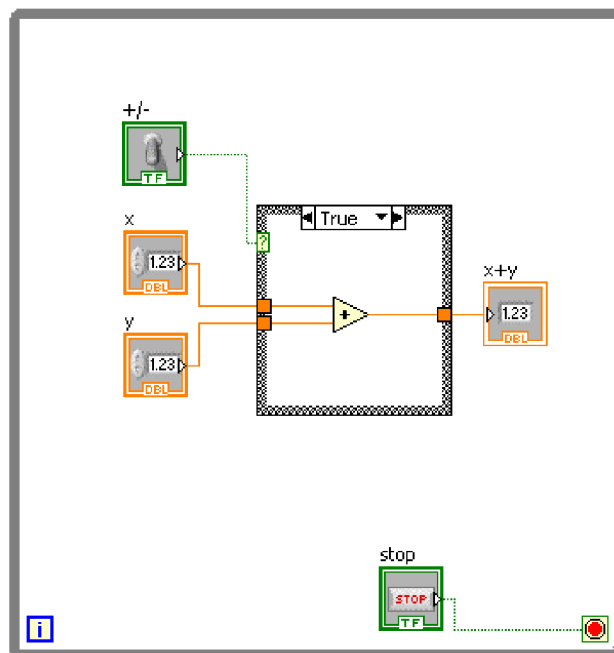 +/-
TF
? True
x
1.23
DBL
x+y
1.23
DBL
y
1.23
DBL
+
stop
STOP
TF
i